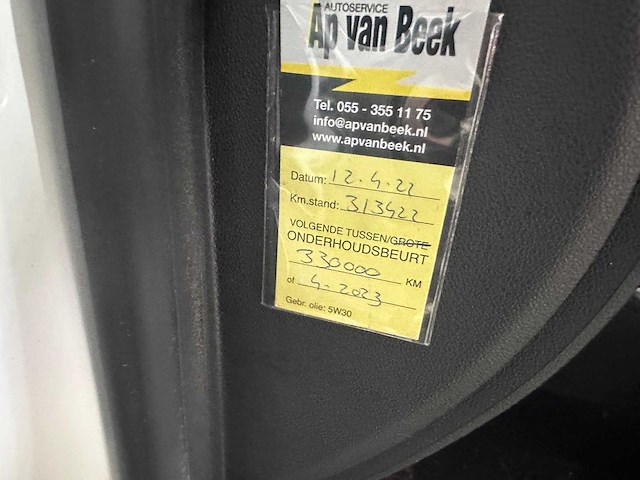 AUTOSERVICE
Ap van Beek
Tel. 055 - 355 11 75
info@apvanbeek.nl
www.apvanbeek.nl
Datum: 12.4.22
Km.stand: 313422
VOLGENDE TUSSEN/GROTE
ONDERHOUDSBEURT
330000 KM
of 4-2023
Gebr. olie: 5W30